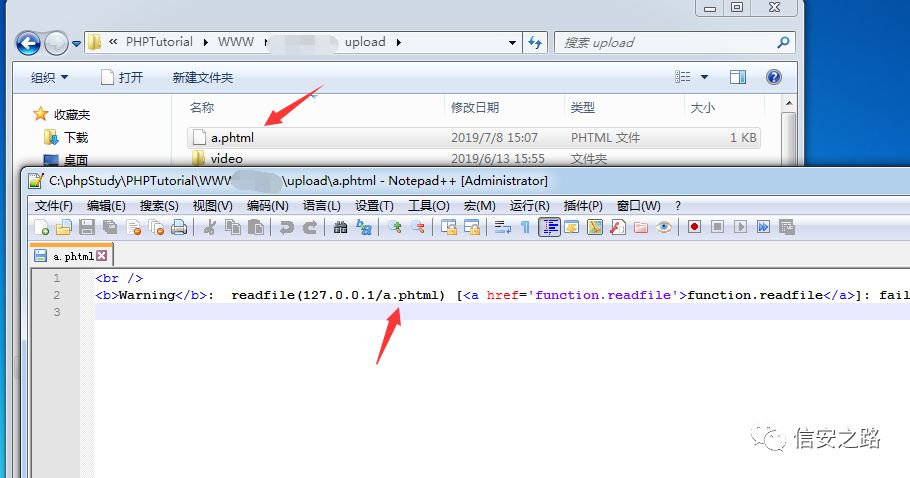 « PHPTutorial ▸ WWW ▸ upload ▸
搜索 upload
组织 ▼ 打开 新建文件夹
收藏夹
下载
桌面
名称 修改日期 类型 大小
a.phtml 2019/7/8 15:07 PHTML 文件 1 KB
video 2019/6/13 15:55 文件夹
C:\phpStudy\PHPTutorial\WWW \upload\a.phtml - Notepad++ [Administrator]
文件(F) 编辑(E) 搜索(S) 视图(V) 编码(N) 语言(L) 设置(T) 工具(O) 宏(M) 运行(R) 插件(P) 窗口(W) ?
a.phtml
1 <br />
2 <b>Warning</b>:  readfile(127.0.0.1/a.phtml) [<a href='function.readfile'>function.readfile</a>]: fail
3
信安之路